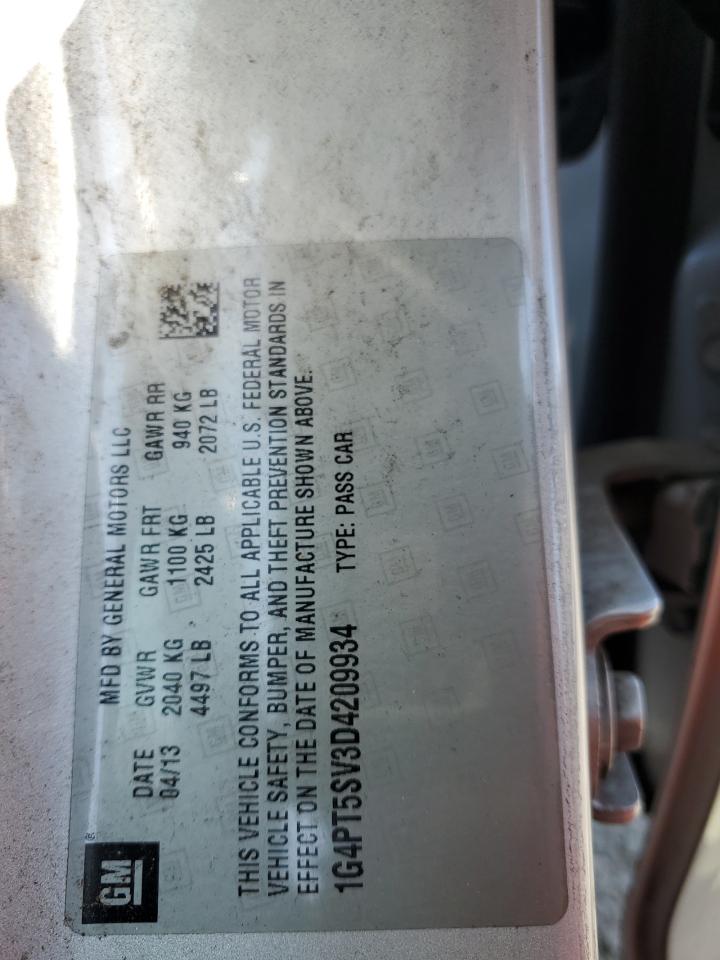 GM
MFD BY GENERAL MOTORS LLC
DATE GVWR GAWR FRT GAWR RR
04/13 2040 KG 1100 KG 940 KG
4497 LB 2425 LB 2072 LB
THIS VEHICLE CONFORMS TO ALL APPLICABLE U.S. FEDERAL MOTOR
VEHICLE SAFETY, BUMPER, AND THEFT PREVENTION STANDARDS IN
EFFECT ON THE DATE OF MANUFACTURE SHOWN ABOVE.
1G4PT5SV3D4209934 TYPE: PASS CAR